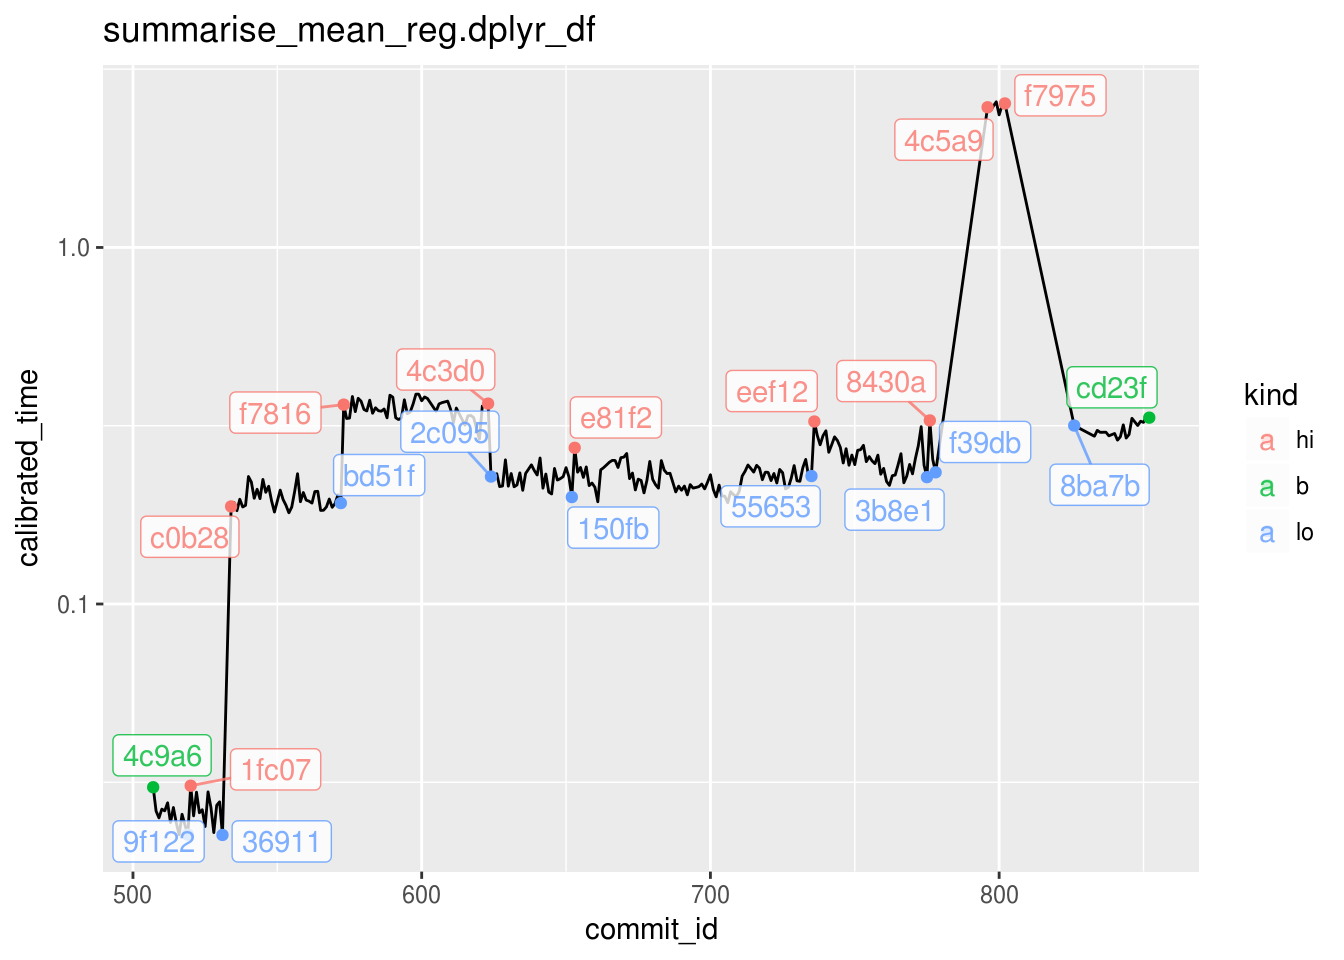 summarise_mean_reg.dplyr_df
calibrated_time
1.0
0.1
f7975
4c5a9
4c3d0
f7816
2c095
bd51f
c0b28
e81f2
150fb
eef12
8430a
55653
3b8e1
f39db
cd23f
8ba7b
4c9a6
1fc07
9f122
36911
500
600
700
800
commit_id
kind
a hi
a b
a lo